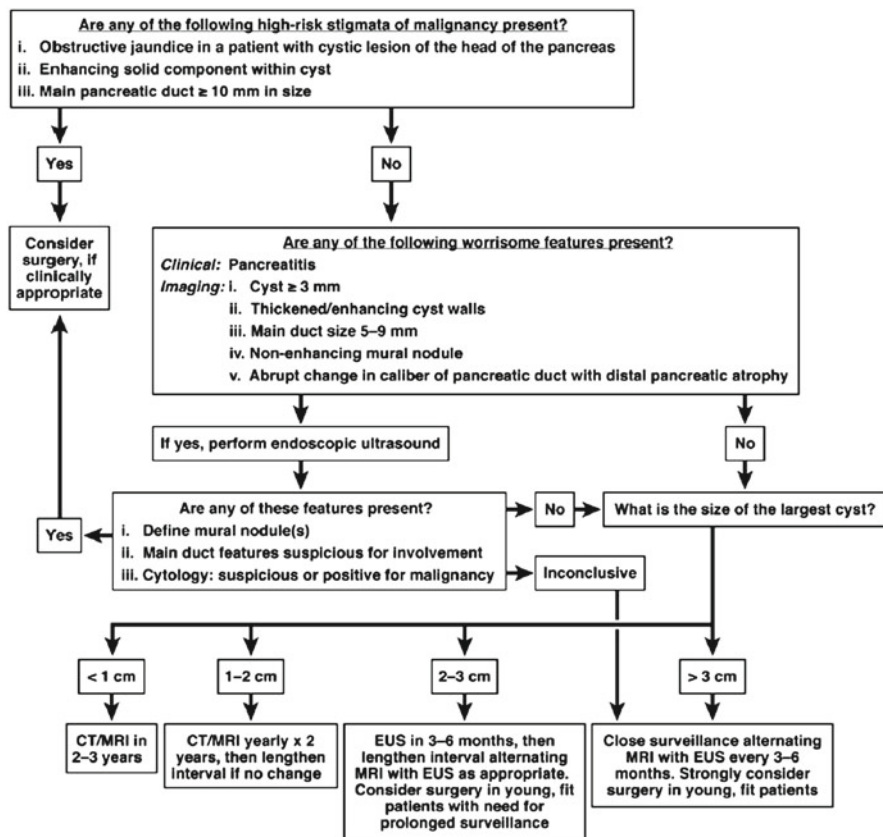 Are any of the following high-risk stigmata of malignancy present?
i. Obstructive jaundice in a patient with cystic lesion of the head of the pancreas
ii. Enhancing solid component within cyst
iii. Main pancreatic duct ≥ 10 mm in size
Yes
No
Consider
surgery, if
clinically
appropriate
Are any of the following worrisome features present?
Clinical: Pancreatitis
Imaging: i. Cyst ≥ 3 mm
ii. Thickened/enhancing cyst walls
iii. Main duct size 5–9 mm
iv. Non-enhancing mural nodule
v. Abrupt change in caliber of pancreatic duct with distal pancreatic atrophy
If yes, perform endoscopic ultrasound
No
Are any of these features present?
i. Define mural nodule(s)
ii. Main duct features suspicious for involvement
iii. Cytology: suspicious or positive for malignancy
Yes
No
What is the size of the largest cyst?
Inconclusive
< 1 cm
1–2 cm
2–3 cm
> 3 cm
CT/MRI in
2–3 years
CT/MRI yearly x 2
years, then lengthen
interval if no change
EUS in 3–6 months, then
lengthen interval alternating
MRI with EUS as appropriate.
Consider surgery in young, fit
patients with need for
prolonged surveillance
Close surveillance alternating
MRI with EUS every 3–6
months. Strongly consider
surgery in young, fit patients